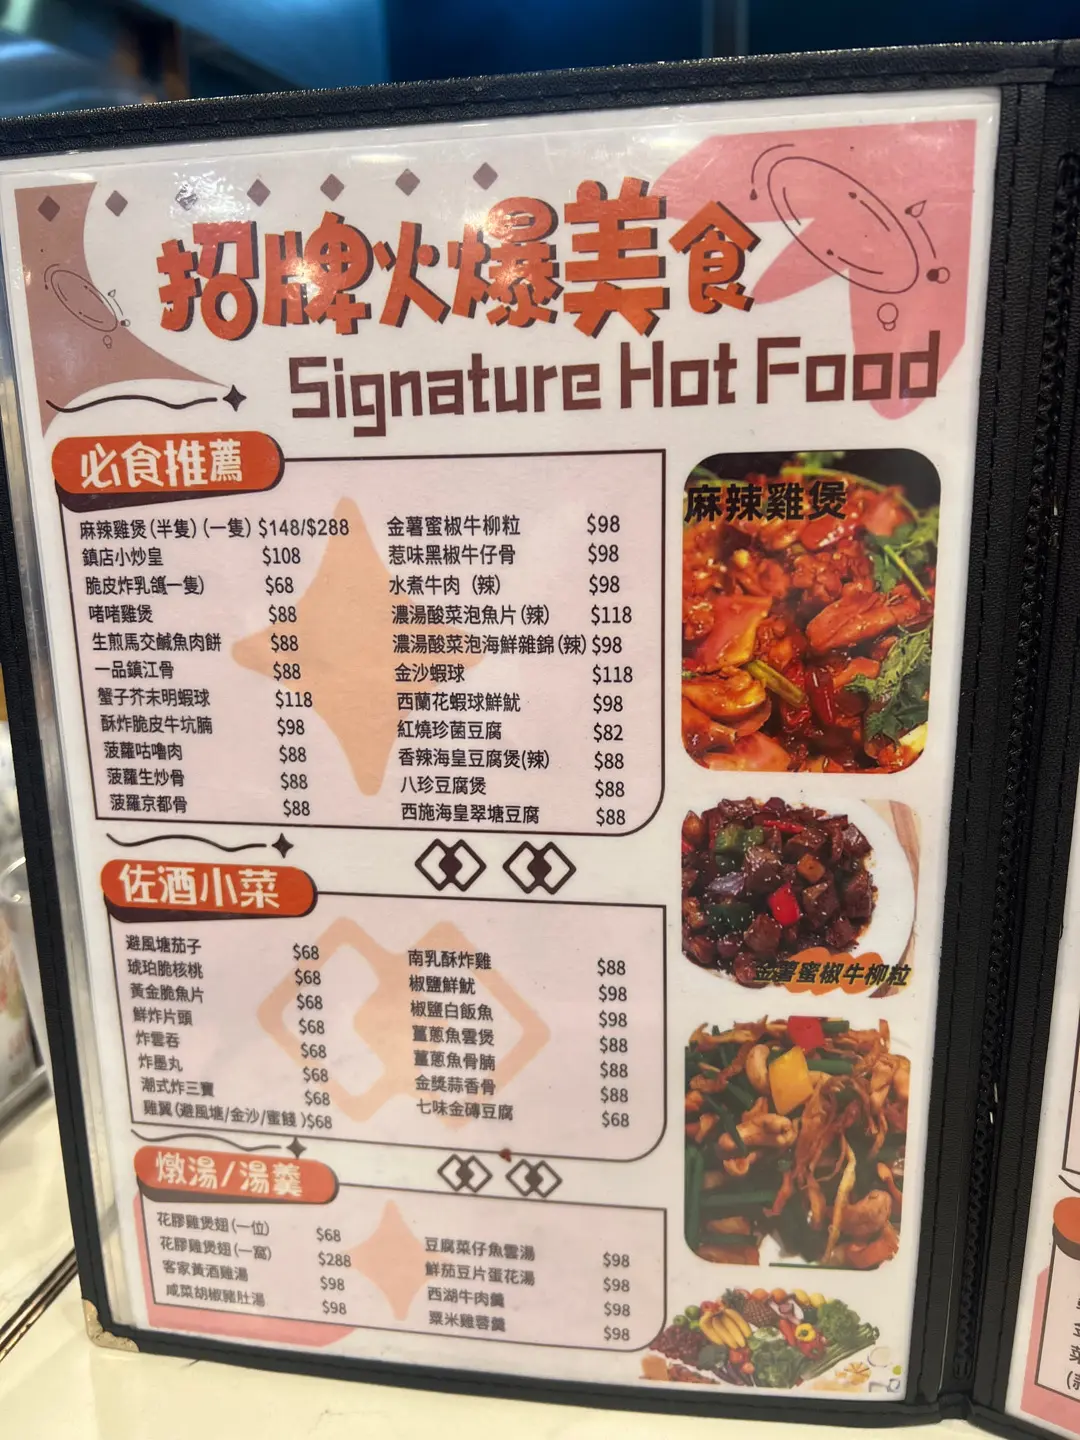 招牌火爆美食
Signature Hot Food
必食推薦
麻辣雞煲(半隻)(一隻) $148/$288
鎮店小炒皇 $108
脆皮炸乳鴿一隻) $68
啫啫雞煲 $88
生煎馬交鹹魚肉餅 $88
一品鎮江骨 $88
蟹子芥末明蝦球 $118
酥炸脆皮牛坑腩 $98
菠蘿咕嚕肉 $88
菠蘿生炒骨 $88
菠羅京都骨 $88
金薯蜜椒牛柳粒 $98
惹味黑椒牛仔骨 $98
水煮牛肉 (辣) $98
濃湯酸菜泡魚片(辣) $118
濃湯酸菜泡海鮮雜錦(辣) $98
金沙蝦球 $118
西蘭花蝦球鮮魷 $98
紅燒珍菌豆腐 $82
香辣海皇豆腐煲(辣) $88
八珍豆腐煲 $88
西施海皇翠塘豆腐 $88
麻辣雞煲
金薯蜜椒牛柳粒
佐酒小菜
避風塘茄子 $68
琥珀脆核桃 $68
黃金脆魚片 $68
鮮炸片頭 $68
炸雲吞 $68
炸墨丸 $68
潮式炸三寶 $68
雞翼(避風塘/金沙/蜜餞)$68
南乳酥炸雞 $88
椒鹽鮮魷 $98
椒鹽白飯魚 $98
薑蔥魚雲煲 $88
薑蔥魚骨腩 $88
金獎蒜香骨 $88
七味金磚豆腐 $68
燉湯/湯羹
花膠雞煲翅(一位) $68
花膠雞煲翅(一窩) $288
客家黃酒雞湯 $98
咸菜胡椒豬肚湯 $98
豆腐菜仔魚雲湯 $98
鮮茄豆片蛋花湯 $98
西湖牛肉羹 $98
粟米雞蓉羹 $98
菜